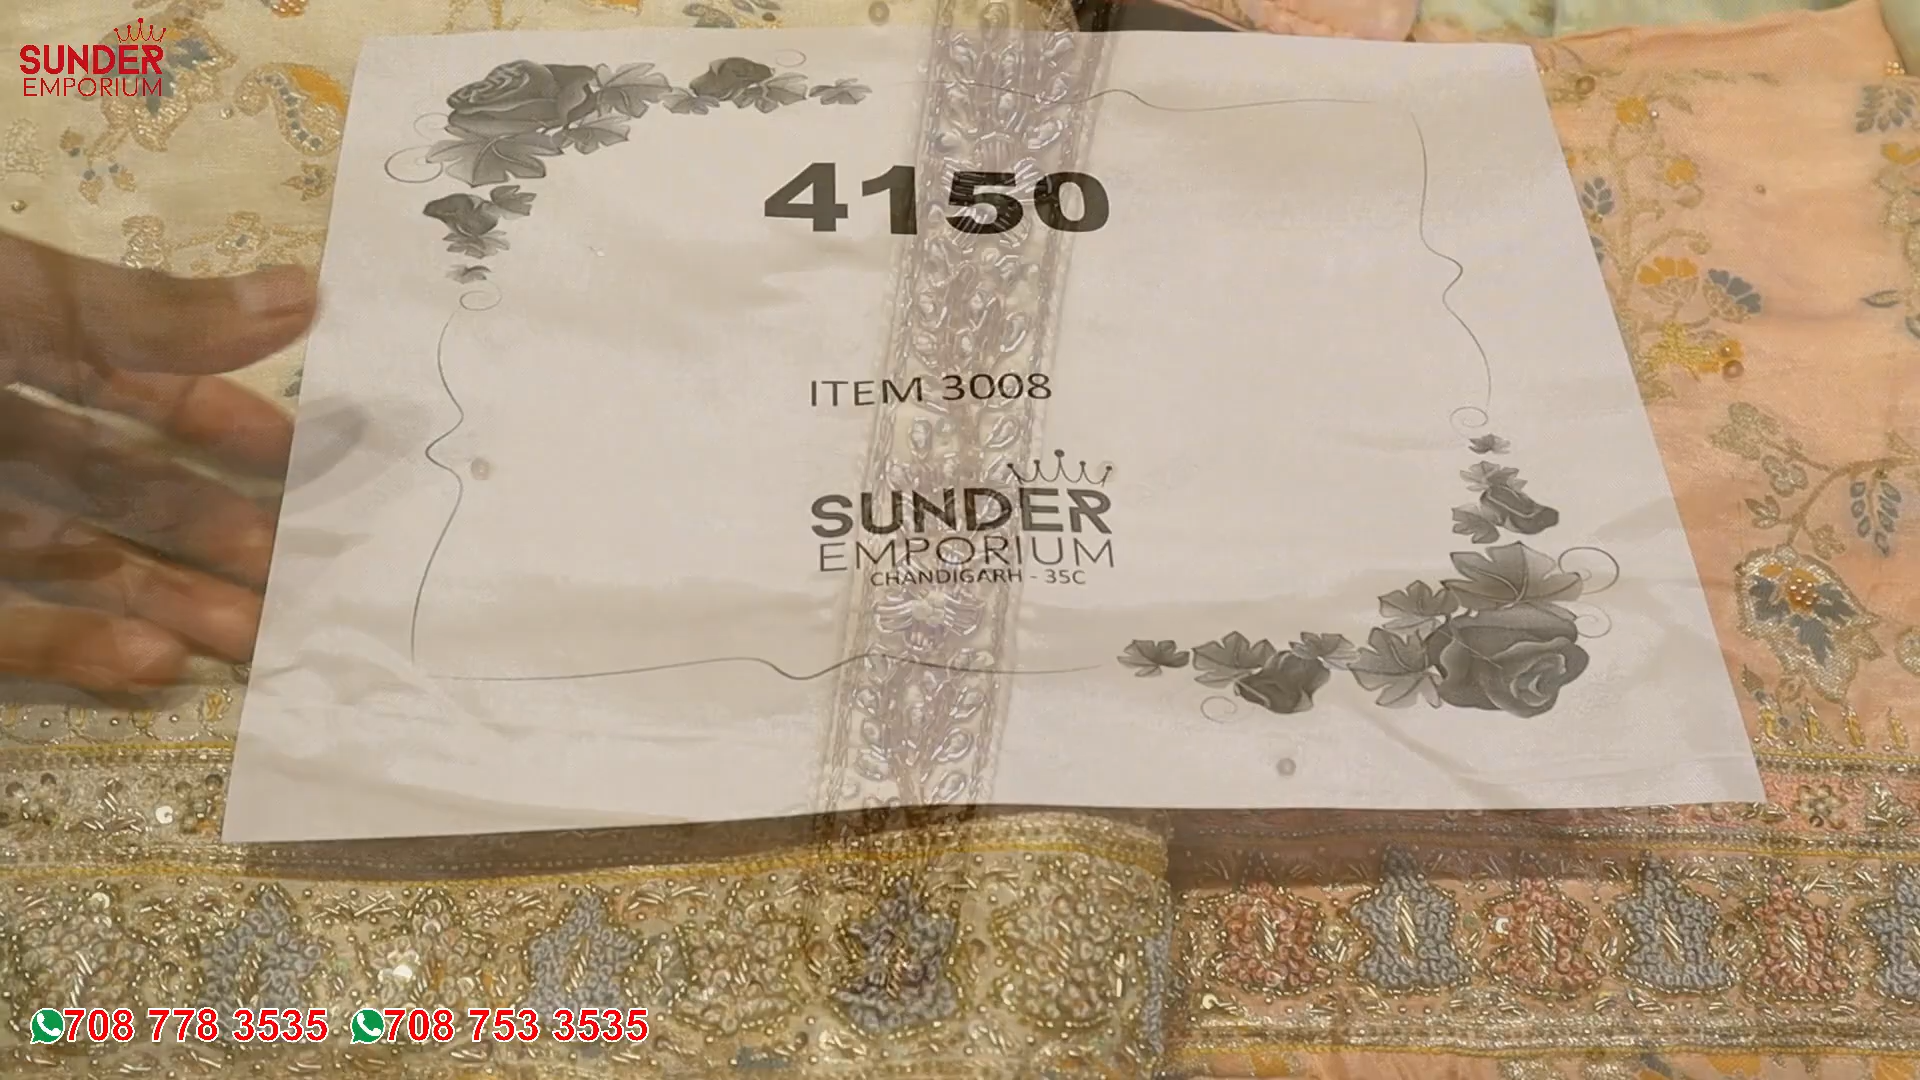 SUNDER
EMPORIUM
4150
ITEM 3008
SUNDER
EMPORIUM
CHANDIGARH - 35C
708 778 3535 708 753 3535